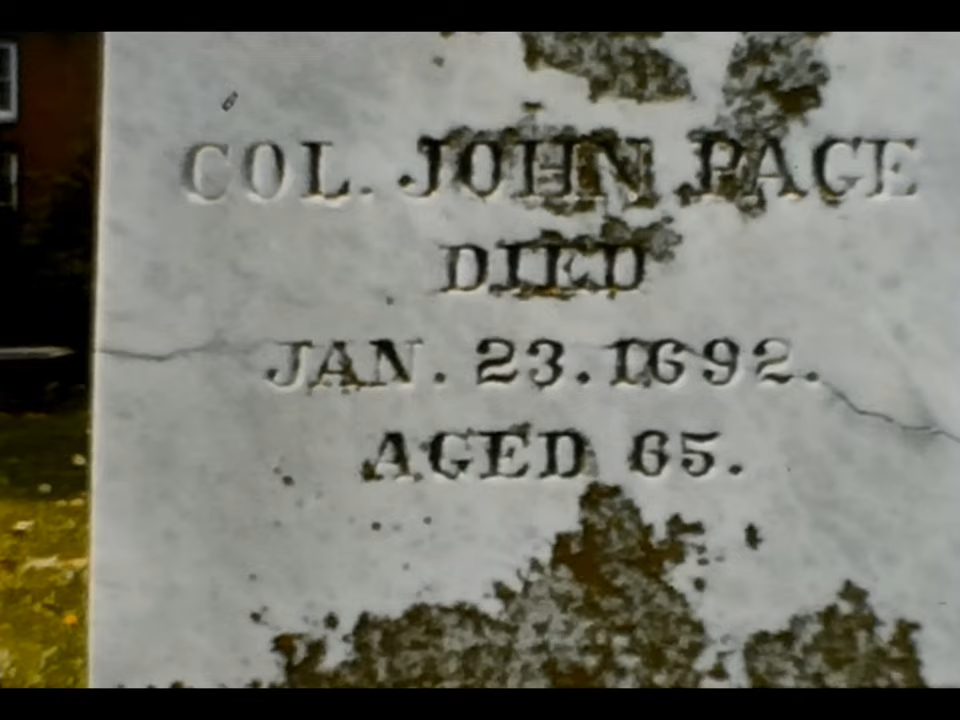 COL. JOHN PAGE
DIED
JAN. 23. 1692.
AGED 65.